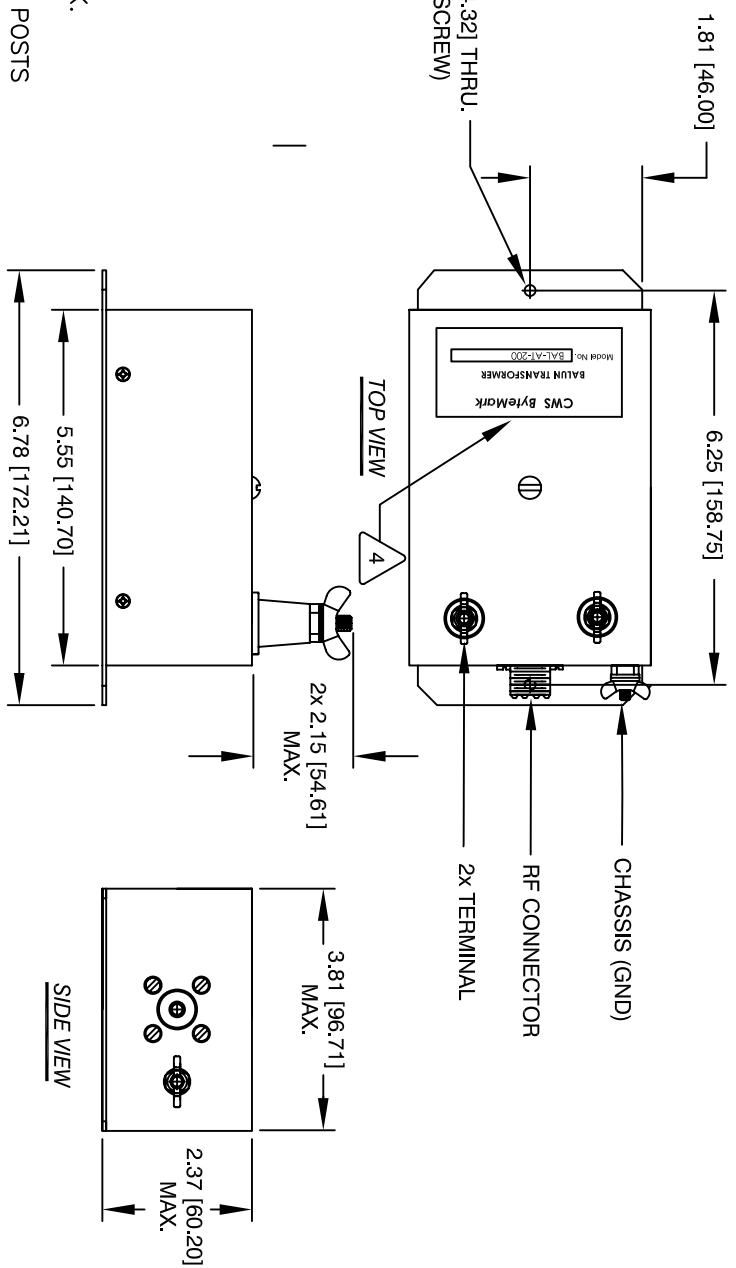 1.81 [46.00]
.32] THRU.
SCREW)
6.25 [158.75]
CHASSIS (GND)
RF CONNECTOR
2x TERMINAL
CWS ByteMark
BALUN TRANSFORMER
Model No. BAL-AT-200
TOP VIEW
4
2x 2.15 [54.61]
MAX.
5.55 [140.70]
6.78 [172.21]
3.81 [96.71]
MAX.
2.37 [60.20]
MAX.
SIDE VIEW
K.
POSTS